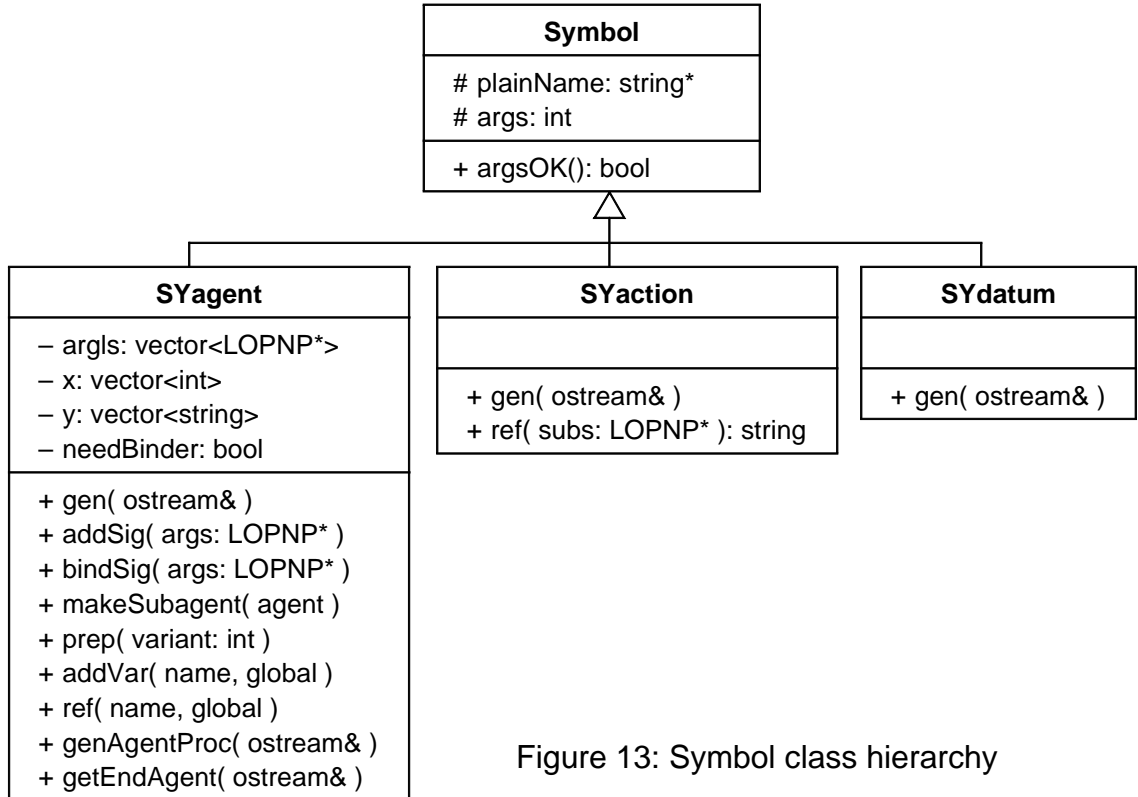 Symbol
# plainName: string*
# args: int
+ argsOK(): bool
SYagent
– argls: vector<LOPNP*>
– x: vector<int>
– y: vector<string>
– needBinder: bool
+ gen( ostream& )
+ addSig( args: LOPNP* )
+ bindSig( args: LOPNP* )
+ makeSubagent( agent )
+ prep( variant: int )
+ addVar( name, global )
+ ref( name, global )
+ genAgentProc( ostream& )
+ getEndAgent( ostream& )
SYaction
+ gen( ostream& )
+ ref( subs: LOPNP* ): string
SYdatum
+ gen( ostream& )
Figure 13: Symbol class hierarchy